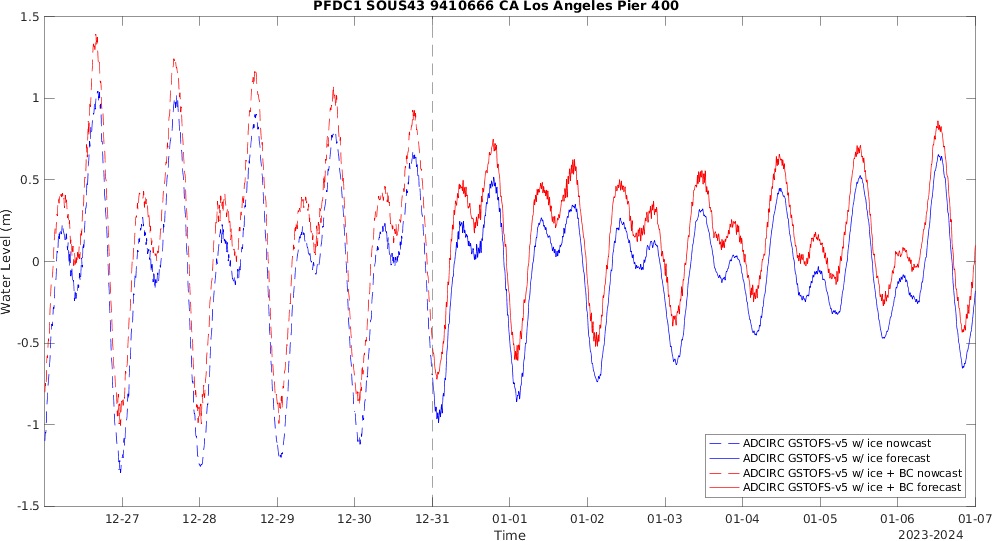 PFDC1 SOUS43 9410666 CA Los Angeles Pier 400
1.5
1
0.5
0
-0.5
-1
-1.5
Water Level (m)
ADCIRC GSTOFS-v5 w/ ice nowcast
ADCIRC GSTOFS-v5 w/ ice forecast
ADCIRC GSTOFS-v5 w/ ice + BC nowcast
ADCIRC GSTOFS-v5 w/ ice + BC forecast
12-27 12-28 12-29 12-30 12-31 01-01 01-02 01-03 01-04 01-05 01-06 01-07
Time
2023-2024